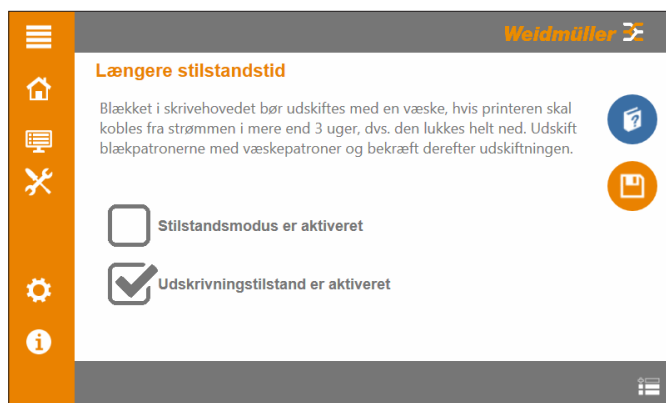 Weidmüller
Længere stilstandstid
Blækket i skrivehovedet bør udskiftes med en væske, hvis printeren skal
kobles fra strømmen i mere end 3 uger, dvs. den lukkes helt ned. Udskift
blækpatronerne med væskepatroner og bekræft derefter udskiftningen.
Stilstandsmodus er aktiveret
Udskrivningstilstand er aktiveret